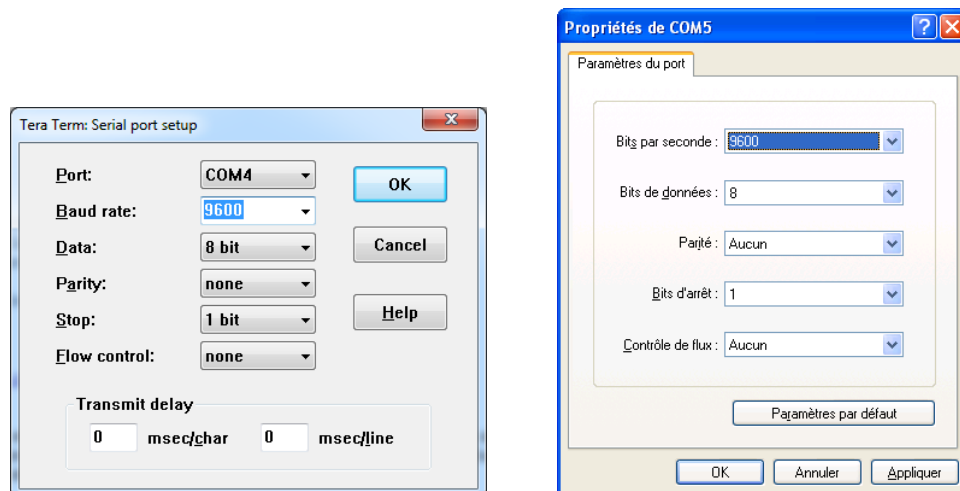 Tera Term: Serial port setup
Port: COM4 OK
Baud rate: 9600
Data: 8 bit Cancel
Parity: none
Stop: 1 bit Help
Flow control: none
Transmit delay
0 msec/char 0 msec/line
Propriétés de COM5
Paramètres du port
Bits par seconde : 9600
Bits de données : 8
Parité : Aucun
Bits d'arrêt : 1
Contrôle de flux : Aucun
Paramètres par défaut
OK Annuler Appliquer